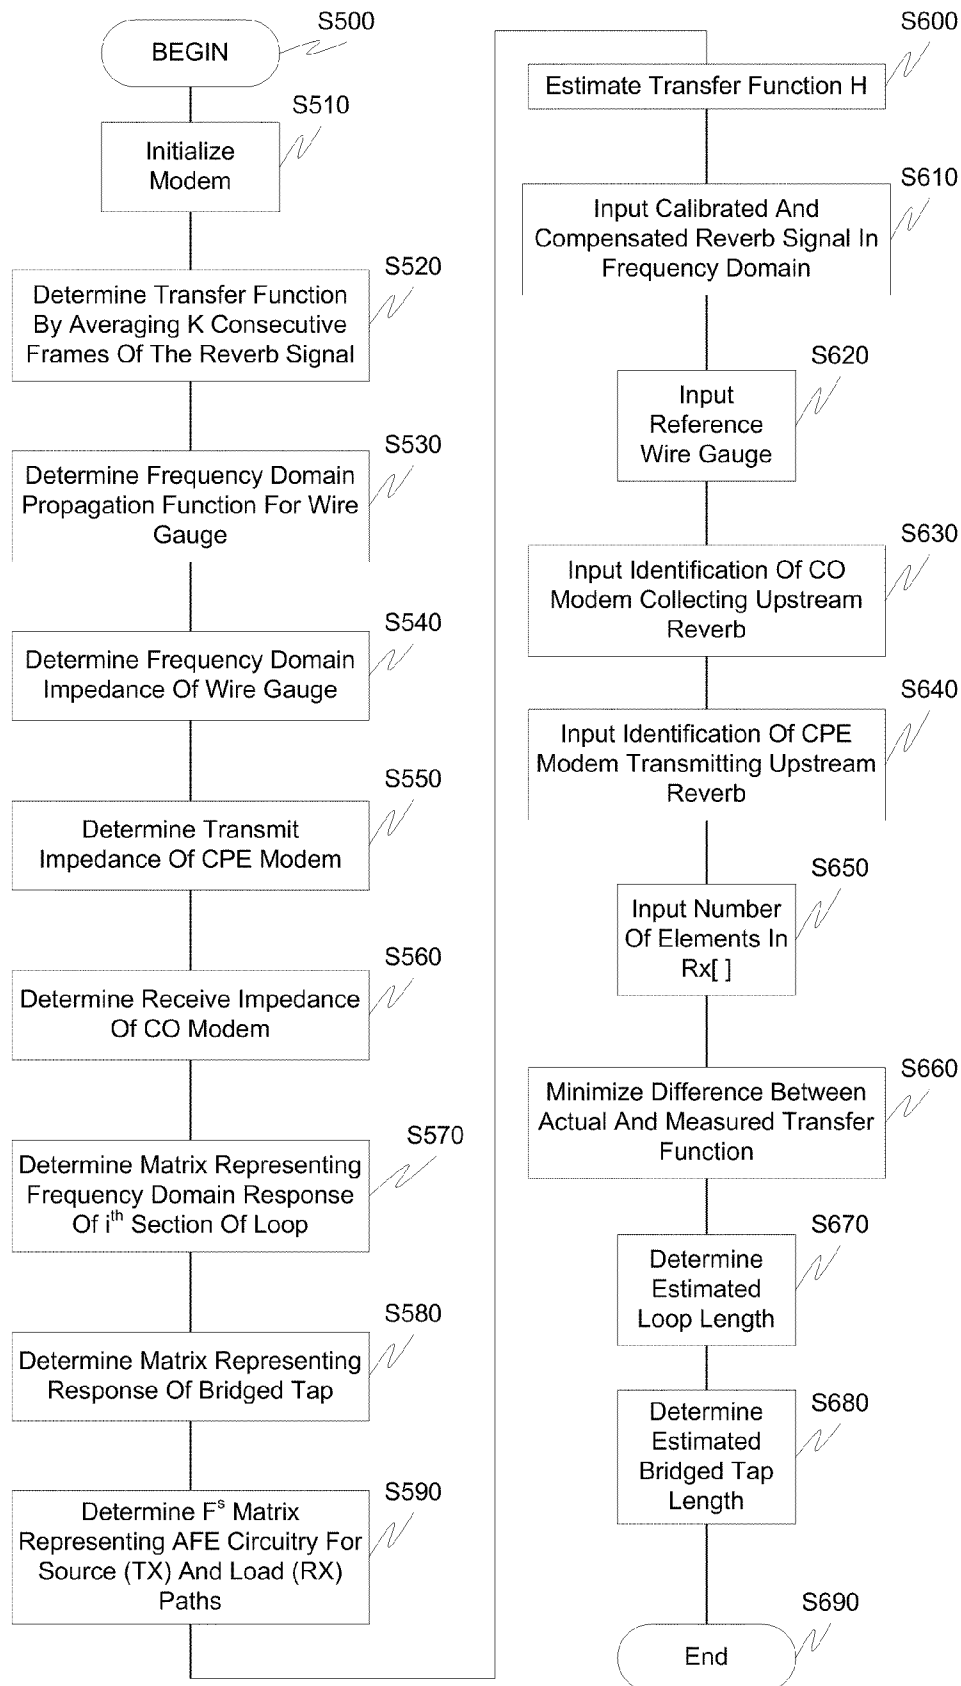 S500
BEGIN
S510
Initialize
Modem
S520
Determine Transfer Function
By Averaging K Consecutive
Frames Of The Reverb Signal
S530
Determine Frequency Domain
Propagation Function For Wire
Gauge
S540
Determine Frequency Domain
Impedance Of Wire Gauge
S550
Determine Transmit
Impedance Of CPE Modem
S560
Determine Receive Impedance
Of CO Modem
S570
Determine Matrix Representing
Frequency Domain Response
Of ith Section Of Loop
S580
Determine Matrix Representing
Response Of Bridged Tap
S590
Determine Fs Matrix
Representing AFE Circuitry For
Source (TX) And Load (RX)
Paths
S600
Estimate Transfer Function H
S610
Input Calibrated And
Compensated Reverb Signal In
Frequency Domain
S620
Input
Reference
Wire Gauge
S630
Input Identification Of CO
Modem Collecting Upstream
Reverb
S640
Input Identification Of CPE
Modem Transmitting Upstream
Reverb
S650
Input Number
Of Elements In
Rx[ ]
S660
Minimize Difference Between
Actual And Measured Transfer
Function
S670
Determine
Estimated
Loop Length
S680
Determine
Estimated
Bridged Tap
Length
S690
End